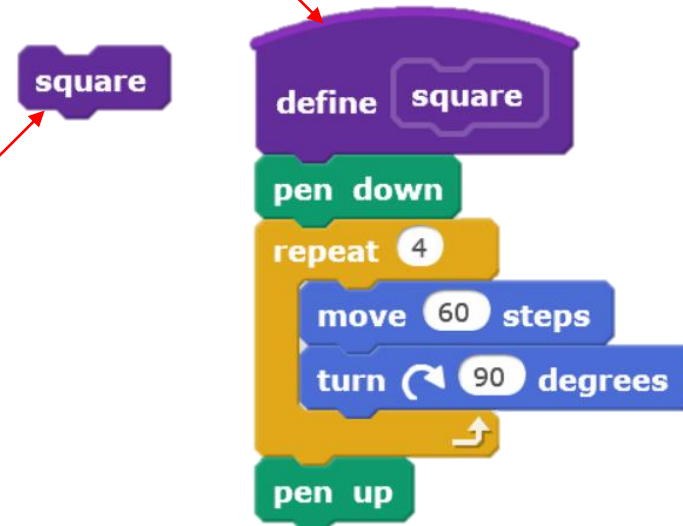 square
define square
pen down
repeat 4
move 60 steps
turn 90 degrees
pen up